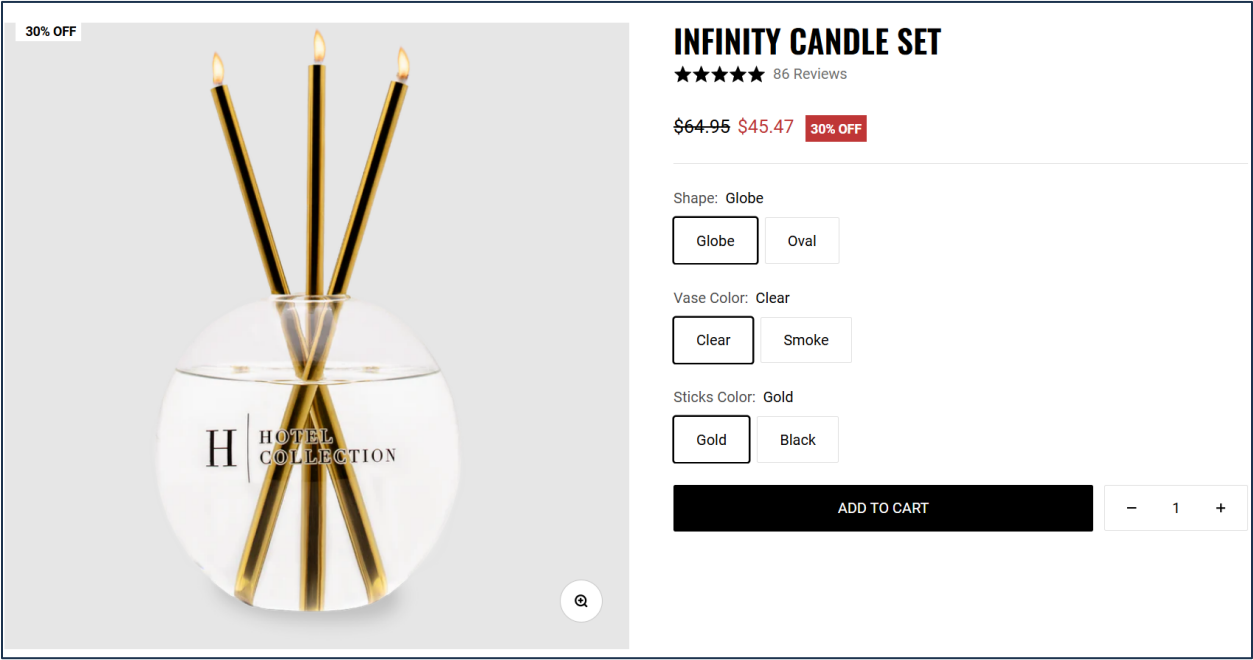 30% OFF
H HOTEL
COLLECTION
INFINITY CANDLE SET
86 Reviews
$64.95 $45.47 30% OFF
Shape: Globe
Globe Oval
Vase Color: Clear
Clear Smoke
Sticks Color: Gold
Gold Black
ADD TO CART − 1 +